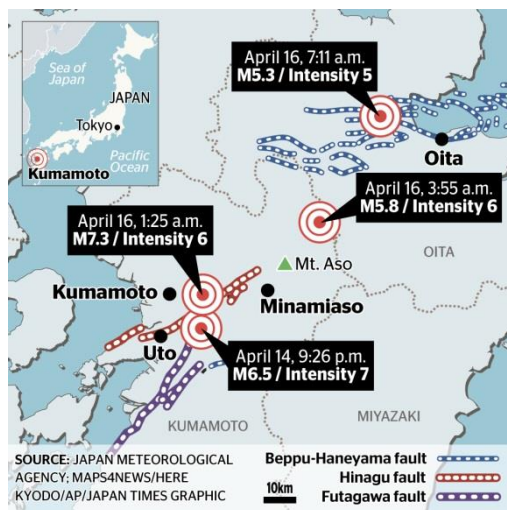 Sea of
Japan
JAPAN
Tokyo
Pacific
Ocean
Kumamoto
April 16, 7:11 a.m.
M5.3 / Intensity 5
Oita
April 16, 3:55 a.m.
M5.8 / Intensity 6
OITA
April 16, 1:25 a.m.
M7.3 / Intensity 6
Mt. Aso
Kumamoto
Minamiaso
Uto
April 14, 9:26 p.m.
M6.5 / Intensity 7
KUMAMOTO
MIYAZAKI
SOURCE: JAPAN METEOROLOGICAL
AGENCY; MAPS4NEWS/HERE
KYODO/AP/JAPAN TIMES GRAPHIC
10km
Beppu-Haneyama fault
Hinagu fault
Futagawa fault